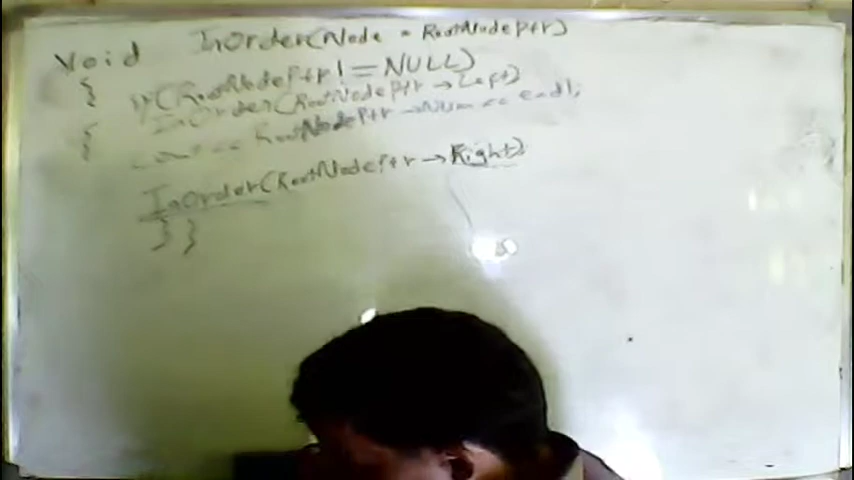 Void InOrder(Node * RootNodePtr)
{ if(RootNodePtr != NULL)
{ InOrder(RootNodePtr → Left)
cout << RootNodePtr → Num << endl;
InOrder(RootNodePtr → Right)
} }